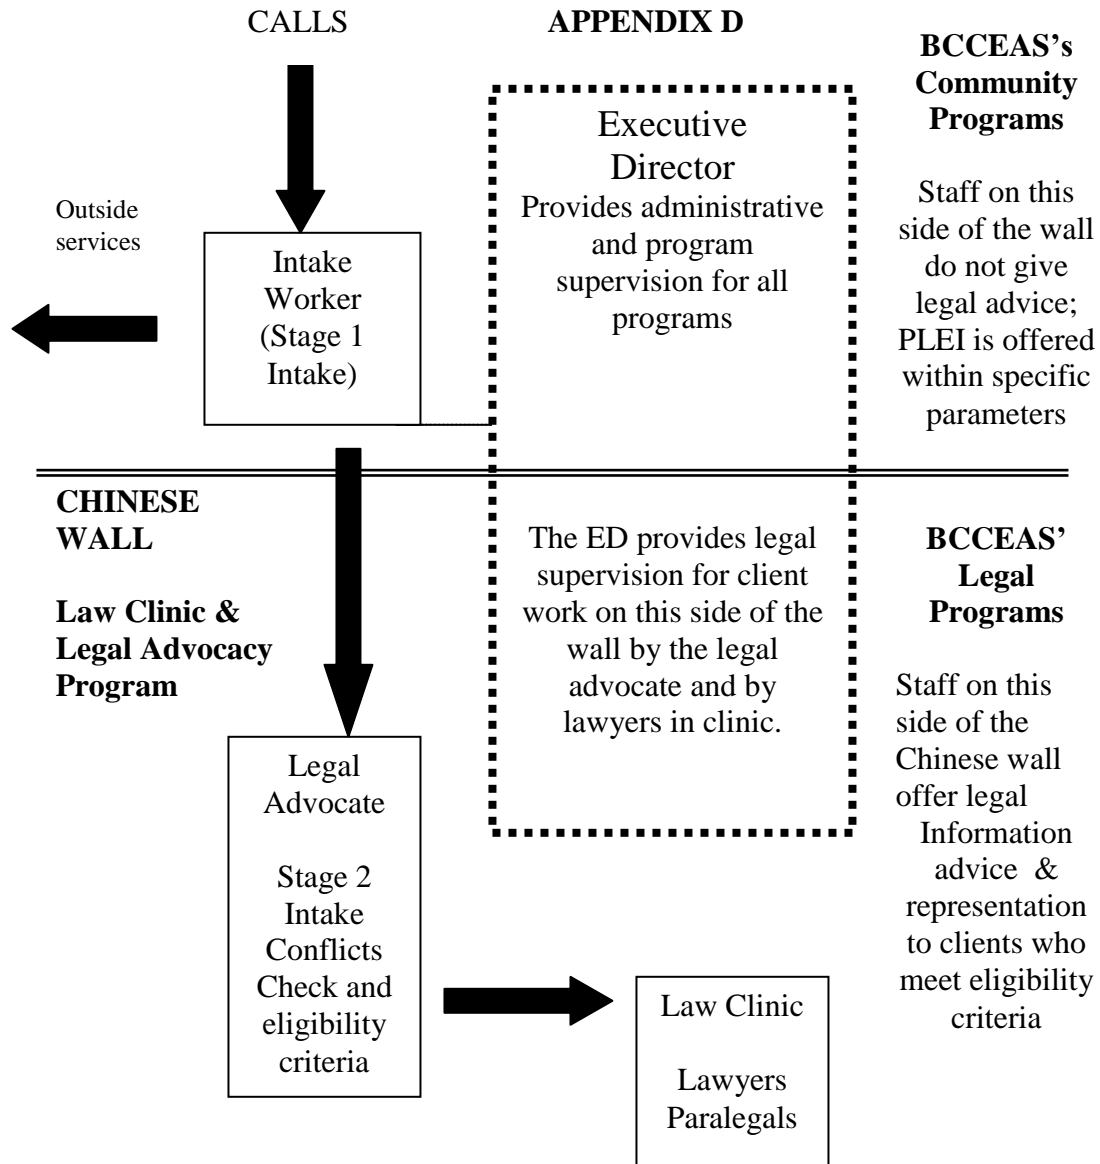 CALLS
APPENDIX D
BCCEAS’s
Community
Programs
Staff on this
side of the wall
do not give
legal advice;
PLEI is offered
within specific
parameters
Executive
Director
Provides administrative
and program
supervision for all
programs
Outside
services
Intake
Worker
(Stage 1
Intake)
CHINESE
WALL
Law Clinic &
Legal Advocacy
Program
The ED provides legal
supervision for client
work on this side of the
wall by the legal
advocate and by
lawyers in clinic.
BCCEAS’
Legal
Programs
Staff on this
side of the
Chinese wall
offer legal
Information
advice &
representation
to clients who
meet eligibility
criteria
Legal
Advocate
Stage 2
Intake
Conflicts
Check and
eligibility
criteria
Law Clinic
Lawyers
Paralegals